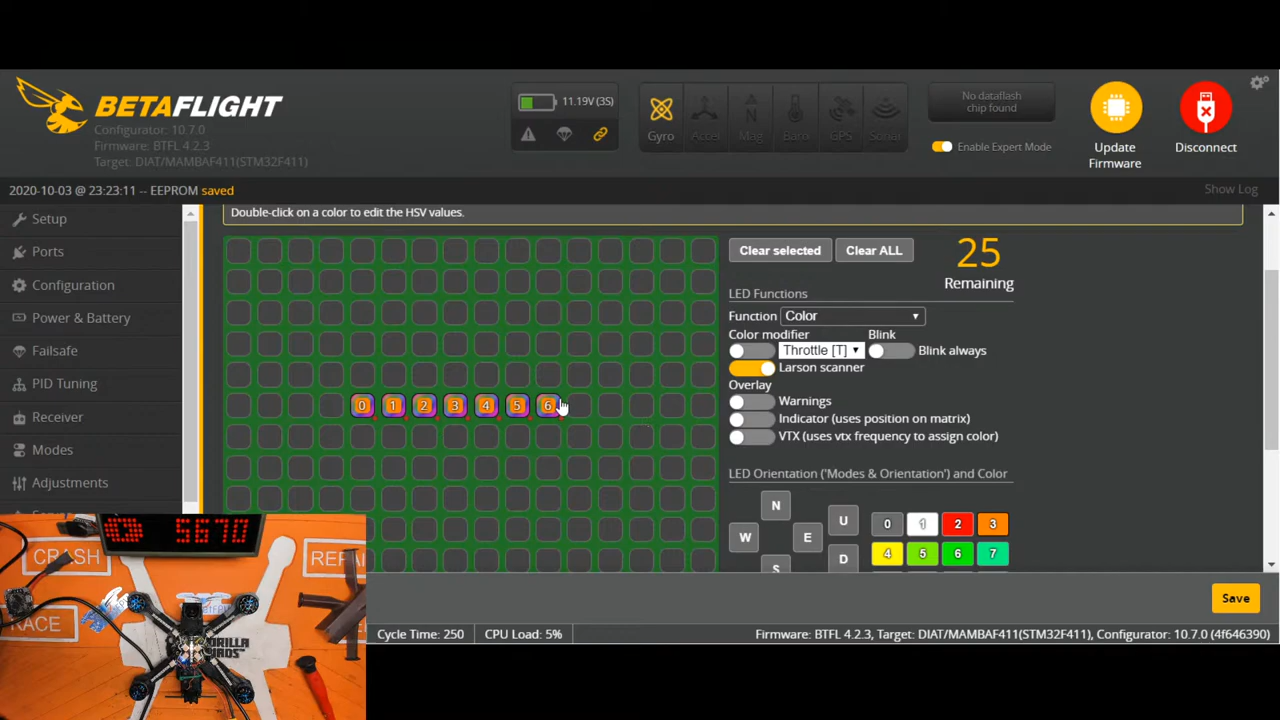 BETAFLIGHT
Configurator: 10.7.0
Firmware: BTFL 4.2.3
Target: DIAT/MAMBAF411(STM32F411)
11.19V (3S)
Gyro
Accel
Mag
Baro
GPS
Sonar
No dataflash
chip found
Enable Expert Mode
Update
Firmware
Disconnect
2020-10-03 @ 23:23:11 -- EEPROM saved
Show Log
Setup
Ports
Configuration
Power & Battery
Failsafe
PID Tuning
Receiver
Modes
Adjustments
Double-click on a color to edit the HSV values.
0 1 2 3 4 5 6
Clear selected
Clear ALL
25
Remaining
LED Functions
Function Color
Color modifier
Blink
Throttle [T]
Blink always
Larson scanner
Overlay
Warnings
Indicator (uses position on matrix)
VTX (uses vtx frequency to assign color)
LED Orientation ('Modes & Orientation') and Color
N
W E
S
U
D
0 1 2 3
4 5 6 7
Save
Cycle Time: 250
CPU Load: 5%
Firmware: BTFL 4.2.3, Target: DIAT/MAMBAF411(STM32F411), Configurator: 10.7.0 (4f646390)
5670
CRASH
REPAI
RACE